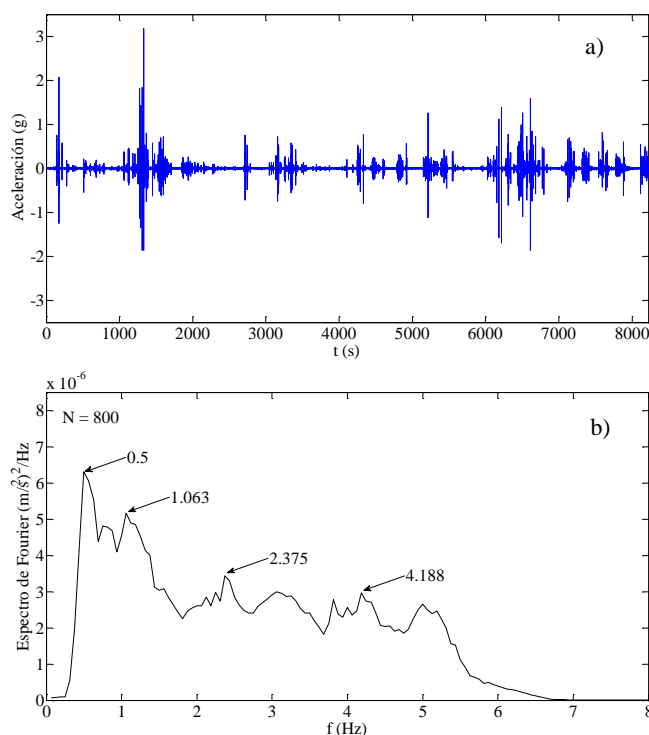 a)
3
2
1
0
-1
-2
-3
Aceleración (g)
0 1000 2000 3000 4000 5000 6000 7000 8000
t (s)
x 10⁻⁶
8
7
6
5
4
3
2
1
0
Espectro de Fourier (m/s²)²/Hz
N = 800
b)
0.5
1.063
2.375
4.188
0 1 2 3 4 5 6 7 8
f (Hz)